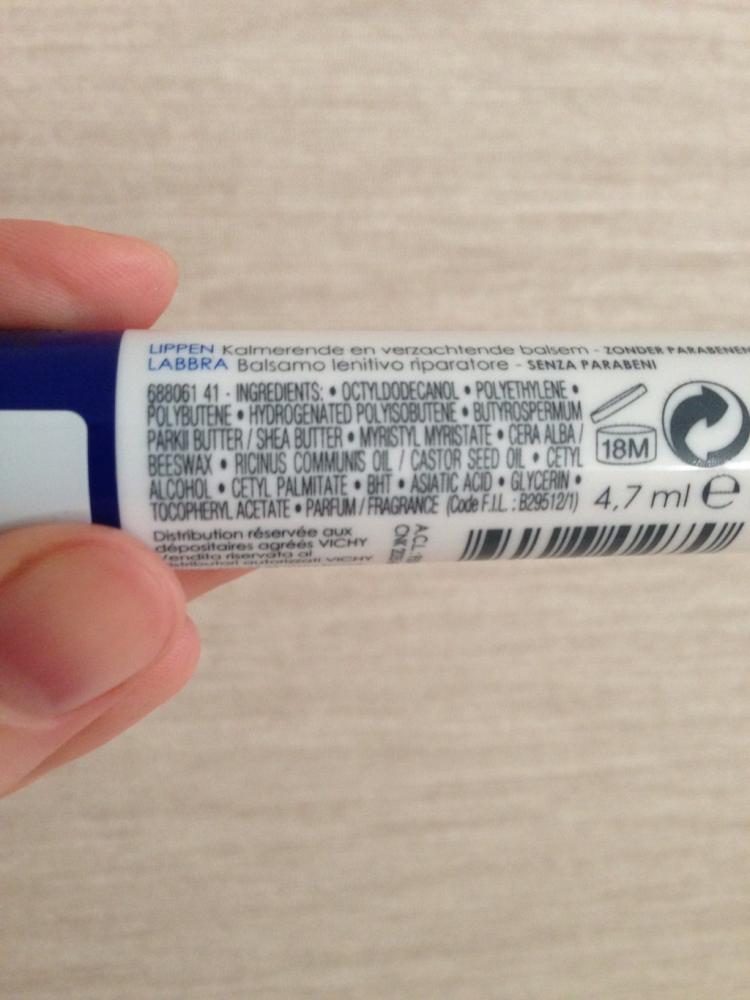 LIPPEN Kalmerende en verzachtende balsem - ZONDER PARABENEN
LABBRA Balsamo lenitivo riparatore - SENZA PARABENI
688061 41 - INGREDIENTS: • OCTYLDODECANOL • POLYETHYLENE •
POLYBUTENE • HYDROGENATED POLYISOBUTENE • BUTYROSPERMUM
PARKII BUTTER / SHEA BUTTER • MYRISTYL MYRISTATE • CERA ALBA /
BEESWAX • RICINUS COMMUNIS OIL / CASTOR SEED OIL • CETYL
ALCOHOL • CETYL PALMITATE • BHT • ASIATIC ACID • GLYCERIN •
TOCOPHERYL ACETATE • PARFUM / FRAGRANCE (Code F.I.L. : B29512/1)
18M
4,7 ml e
Distribution réservée aux
dépositaires agréés VICHY
Vendita riservata ai
distributori autorizzati VICHY
A.C.L.
CNK